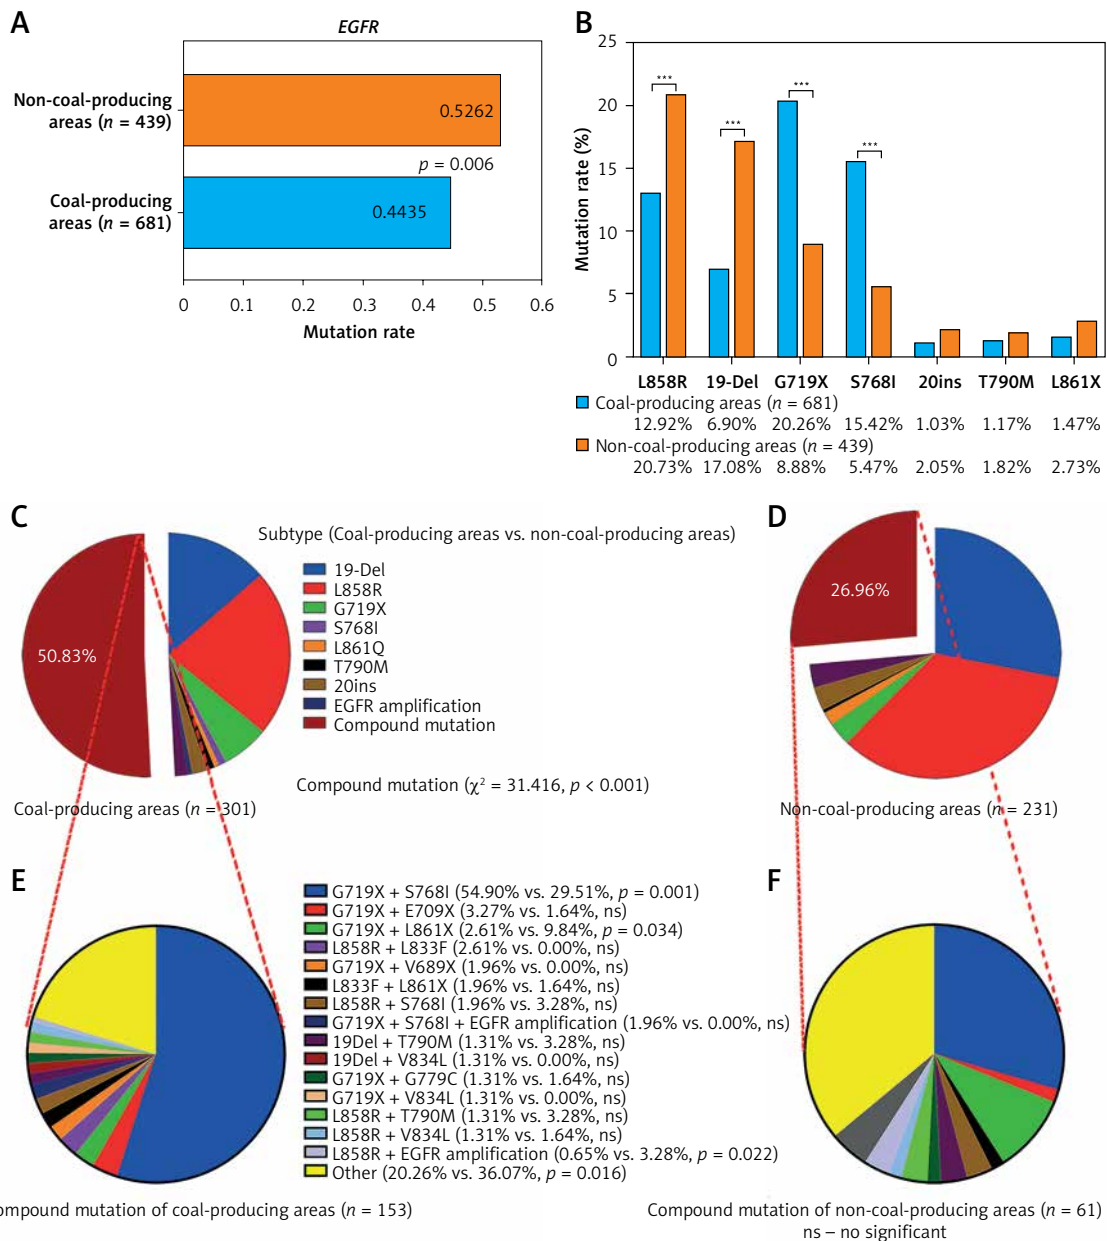 A
EGFR
Non-coal-producing
areas (n = 439)
0.5262
p = 0.006
Coal-producing
areas (n = 681)
0.4435
0 0.1 0.2 0.3 0.4 0.5 0.6
Mutation rate
B
Mutation rate (%)
25
20
15
10
5
0
*** *** *** ***
L858R 19-Del G719X S768I 20ins T790M L861X
Coal-producing areas (n = 681)
12.92% 6.90% 20.26% 15.42% 1.03% 1.17% 1.47%
Non-coal-producing areas (n = 439)
20.73% 17.08% 8.88% 5.47% 2.05% 1.82% 2.73%
C
Subtype (Coal-producing areas vs. non-coal-producing areas)
50.83%
19-Del
L858R
G719X
S768I
L861Q
T790M
20ins
EGFR amplification
Compound mutation
Compound mutation (χ² = 31.416, p < 0.001)
Coal-producing areas (n = 301)
D
26.96%
Non-coal-producing areas (n = 231)
E
G719X + S768I (54.90% vs. 29.51%, p = 0.001)
G719X + E709X (3.27% vs. 1.64%, ns)
G719X + L861X (2.61% vs. 9.84%, p = 0.034)
L858R + L833F (2.61% vs. 0.00%, ns)
G719X + V689X (1.96% vs. 0.00%, ns)
L833F + L861X (1.96% vs. 1.64%, ns)
L858R + S768I (1.96% vs. 3.28%, ns)
G719X + S768I + EGFR amplification (1.96% vs. 0.00%, ns)
19Del + T790M (1.31% vs. 3.28%, ns)
19Del + V834L (1.31% vs. 0.00%, ns)
G719X + G779C (1.31% vs. 1.64%, ns)
G719X + V834L (1.31% vs. 0.00%, ns)
L858R + T790M (1.31% vs. 3.28%, ns)
L858R + V834L (1.31% vs. 1.64%, ns)
L858R + EGFR amplification (0.65% vs. 3.28%, p = 0.022)
Other (20.26% vs. 36.07%, p = 0.016)
ompound mutation of coal-producing areas (n = 153)
F
Compound mutation of non-coal-producing areas (n = 61)
ns – no significant